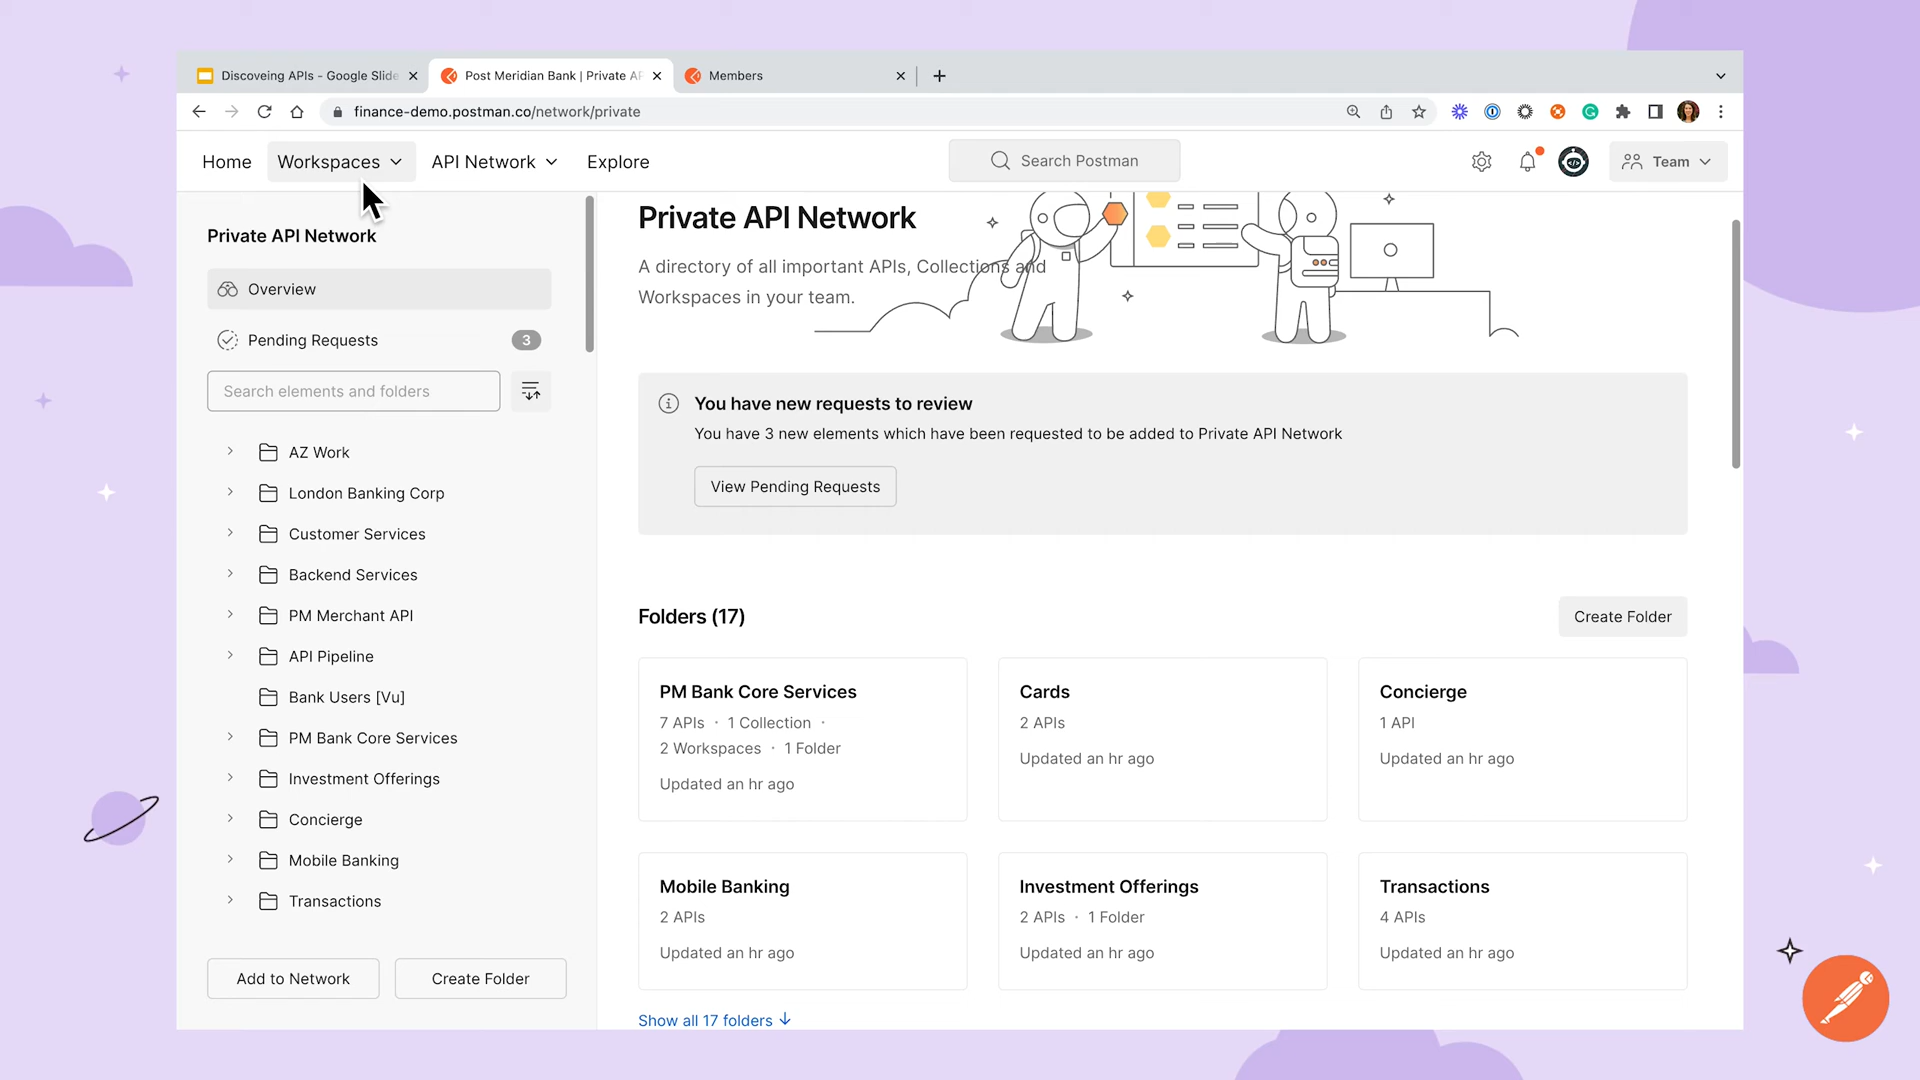 Discoveing APIs - Google Slide
Post Meridian Bank | Private AP
Members
finance-demo.postman.co/network/private
Home
Workspaces
API Network
Explore
Search Postman
Team
Private API Network
Overview
Pending Requests
3
Search elements and folders
AZ Work
London Banking Corp
Customer Services
Backend Services
PM Merchant API
API Pipeline
Bank Users [Vu]
PM Bank Core Services
Investment Offerings
Concierge
Mobile Banking
Transactions
Add to Network
Create Folder
Private API Network
A directory of all important APIs, Collections and
Workspaces in your team.
You have new requests to review
You have 3 new elements which have been requested to be added to Private API Network
View Pending Requests
Folders (17)
Create Folder
PM Bank Core Services
7 APIs · 1 Collection ·
2 Workspaces · 1 Folder
Updated an hr ago
Cards
2 APIs
Updated an hr ago
Concierge
1 API
Updated an hr ago
Mobile Banking
2 APIs
Updated an hr ago
Investment Offerings
2 APIs · 1 Folder
Updated an hr ago
Transactions
4 APIs
Updated an hr ago
Show all 17 folders ↓